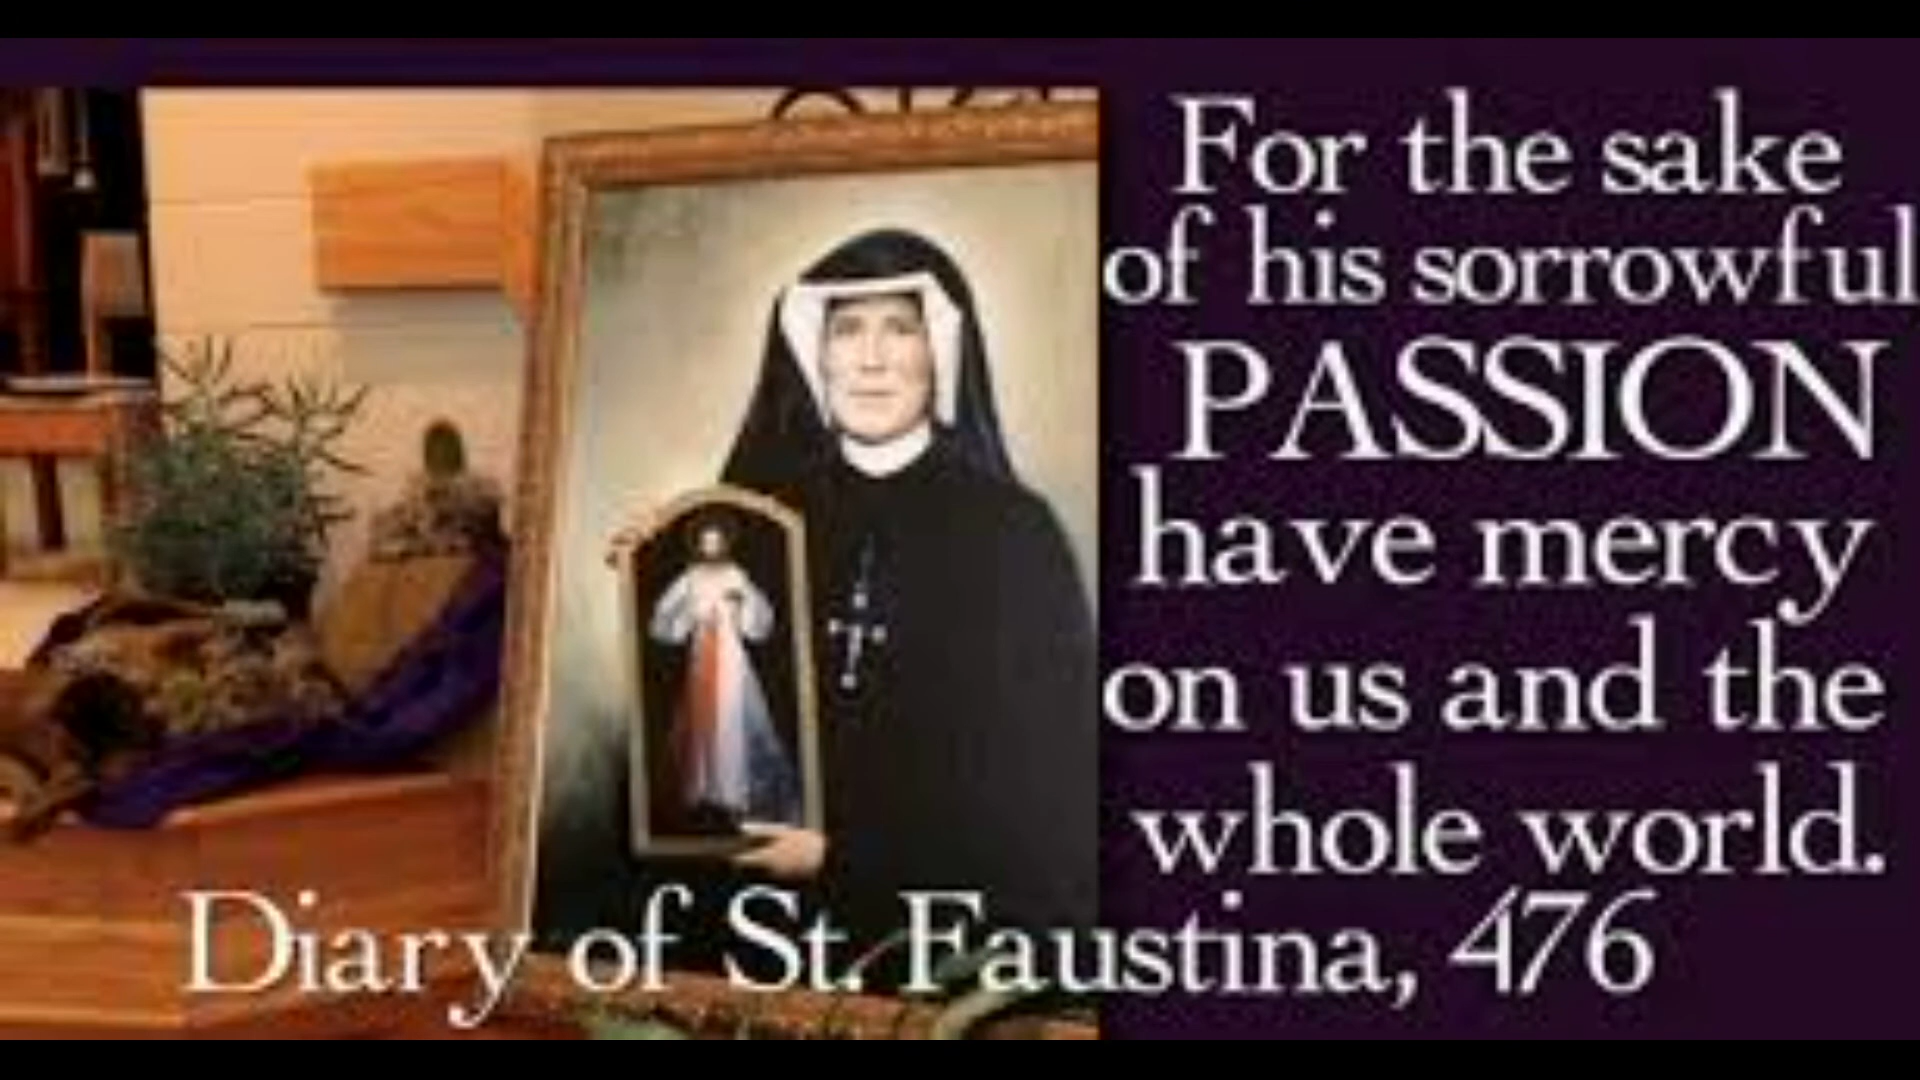 For the sake
of his sorrowful
PASSION
have mercy
on us and the
whole world.
Diary of St. Faustina, 476